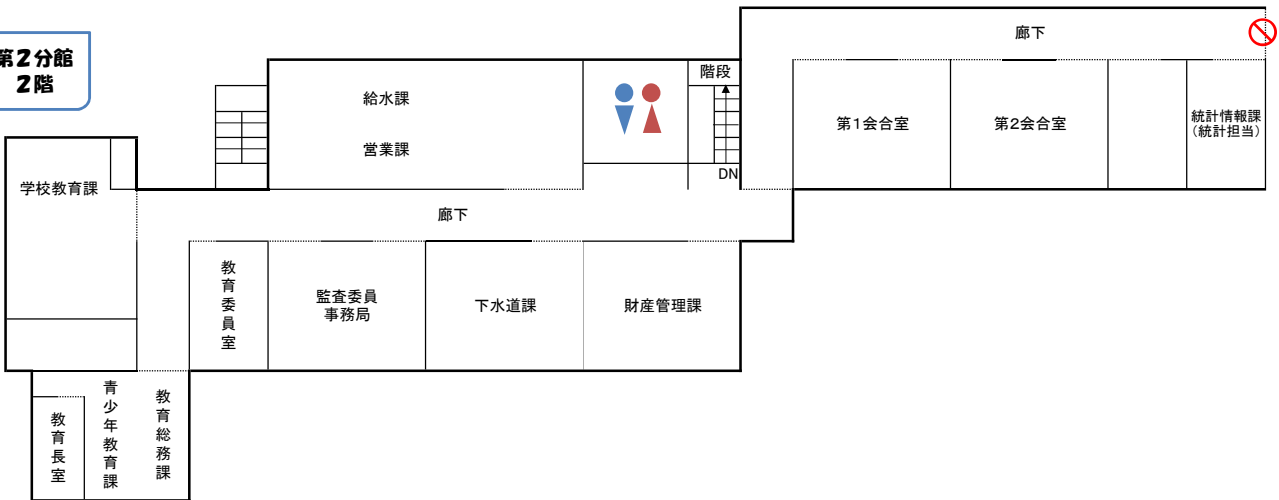 第2分館
2階
廊下
階段
給水課
営業課
DN
第1会合室
第2会合室
統計情報課
(統計担当)
学校教育課
廊下
教育委員室
監査委員
事務局
下水道課
財産管理課
教育長室
青少年教育課
教育総務課